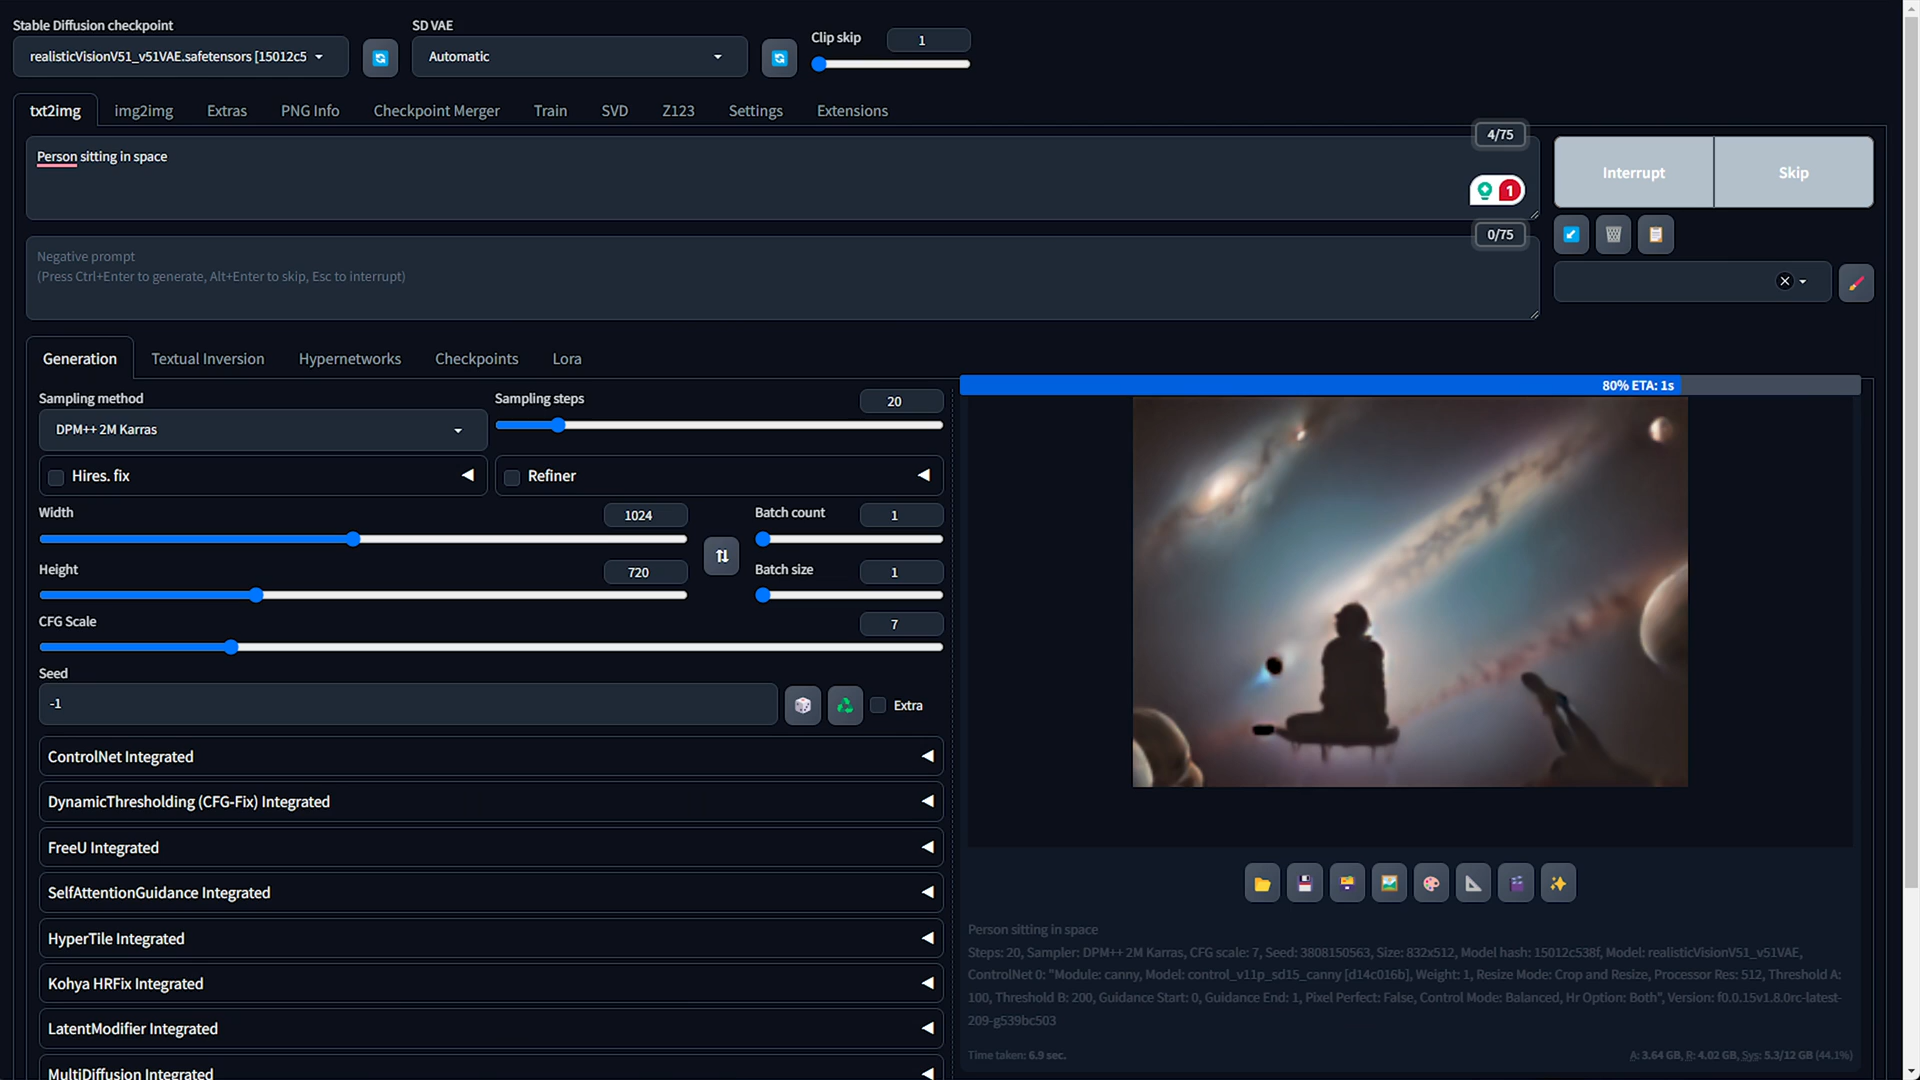 Stable Diffusion checkpoint
SD VAE
realisticVisionV51_v51VAE.safetensors [15012c5
Automatic
Clip skip
1
txt2img
img2img
Extras
PNG Info
Checkpoint Merger
Train
SVD
Z123
Settings
Extensions
4/75
Person sitting in space
1
Interrupt
Skip
0/75
Negative prompt
(Press Ctrl+Enter to generate, Alt+Enter to skip, Esc to interrupt)
Generation
Textual Inversion
Hypernetworks
Checkpoints
Lora
80% ETA: 1s
Sampling method
Sampling steps
20
DPM++ 2M Karras
Hires. fix
Refiner
Width
1024
Batch count
1
Height
720
Batch size
1
CFG Scale
7
Seed
-1
Extra
ControlNet Integrated
DynamicThresholding (CFG-Fix) Integrated
FreeU Integrated
SelfAttentionGuidance Integrated
HyperTile Integrated
Kohya HRFix Integrated
LatentModifier Integrated
MultiDiffusion Integrated
Person sitting in space
Steps: 20, Sampler: DPM++ 2M Karras, CFG scale: 7, Seed: 3808150563, Size: 832x512, Model hash: 15012c538f, Model: realisticVisionV51_v51VAE,
ControlNet 0: "Module: canny, Model: control_v11p_sd15_canny [d14c016b], Weight: 1, Resize Mode: Crop and Resize, Processor Res: 512, Threshold A:
100, Threshold B: 200, Guidance Start: 0, Guidance End: 1, Pixel Perfect: False, Control Mode: Balanced, Hr Option: Both", Version: f0.0.15v1.8.0rc-latest-
209-g539bc503
Time taken: 6.9 sec.
A: 3.64 GB, R: 4.02 GB, Sys: 5.3/12 GB (44.1%)